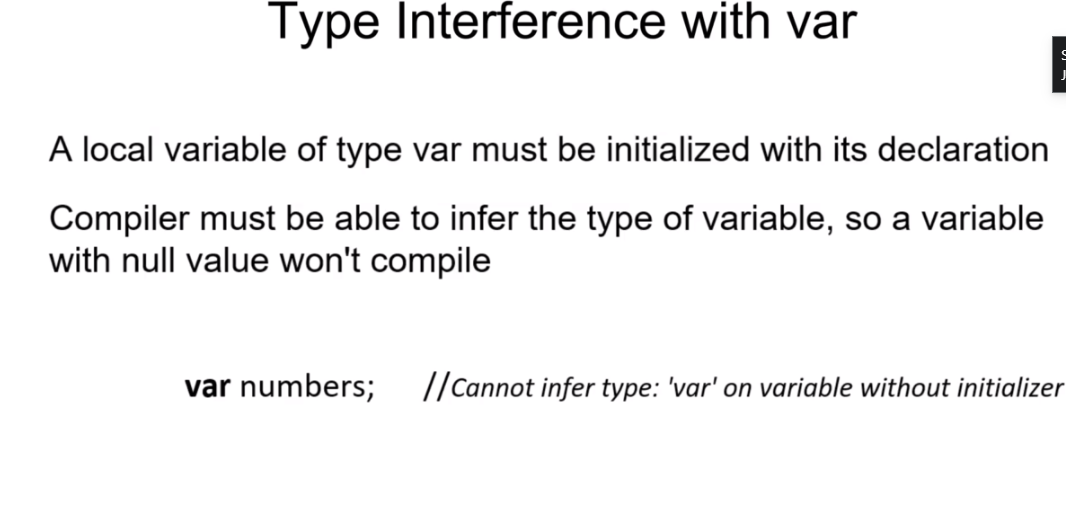 Type Interference with var
A local variable of type var must be initialized with its declaration
Compiler must be able to infer the type of variable, so a variable
with null value won't compile
var numbers; //Cannot infer type: 'var' on variable without initializer